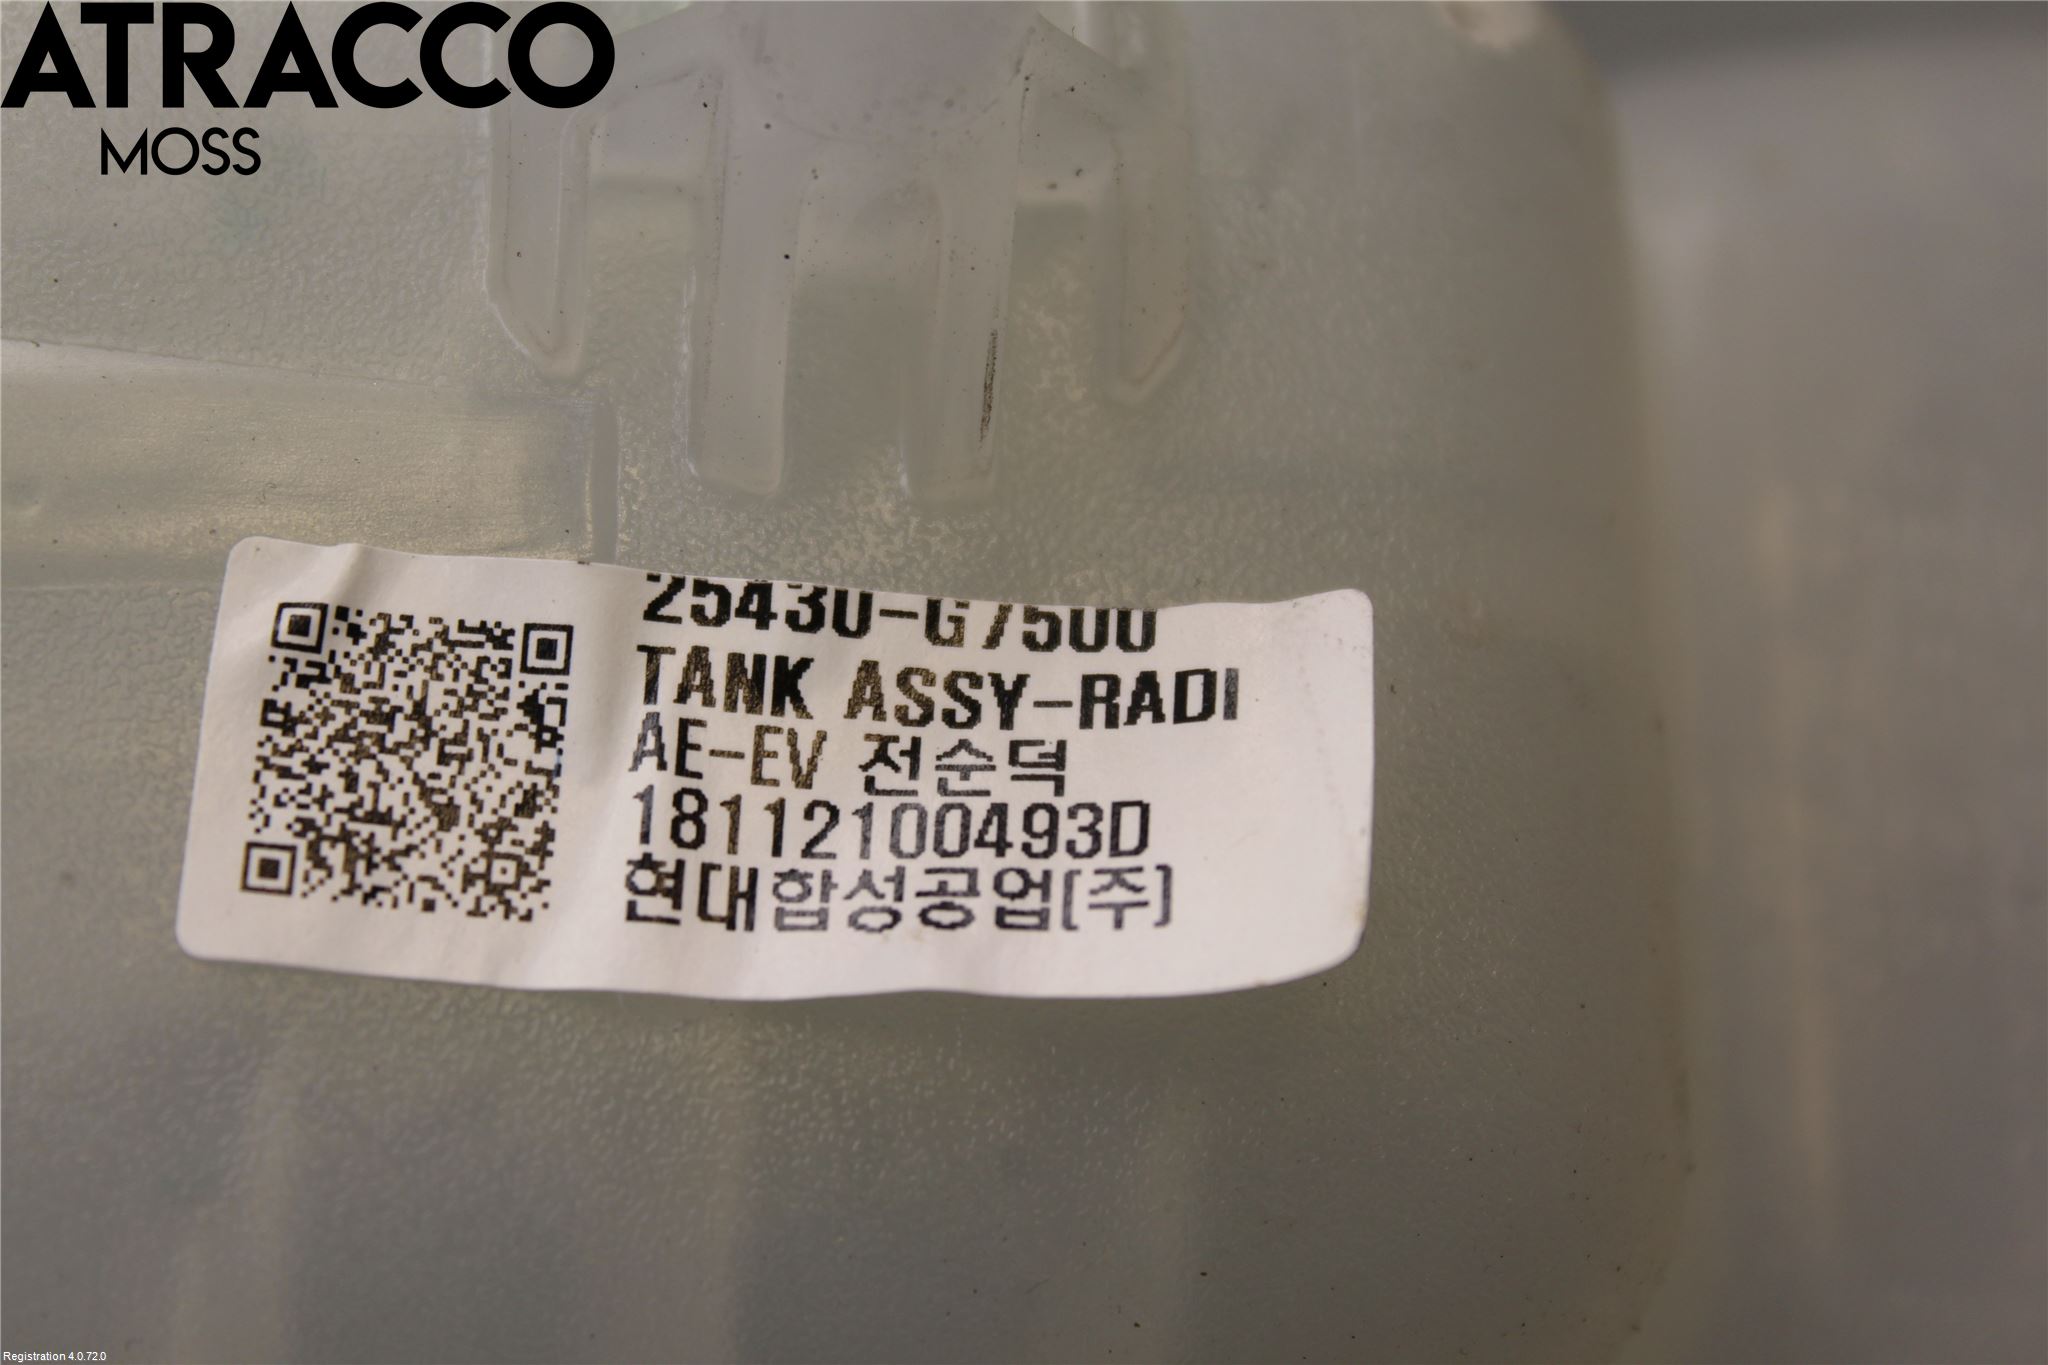 ATRACCO
MOSS
25430-G7500
TANK ASSY-RADI
AE-EV 전순덕
18112100493D
현대합성공업(주)
Registration 4.0.72.0